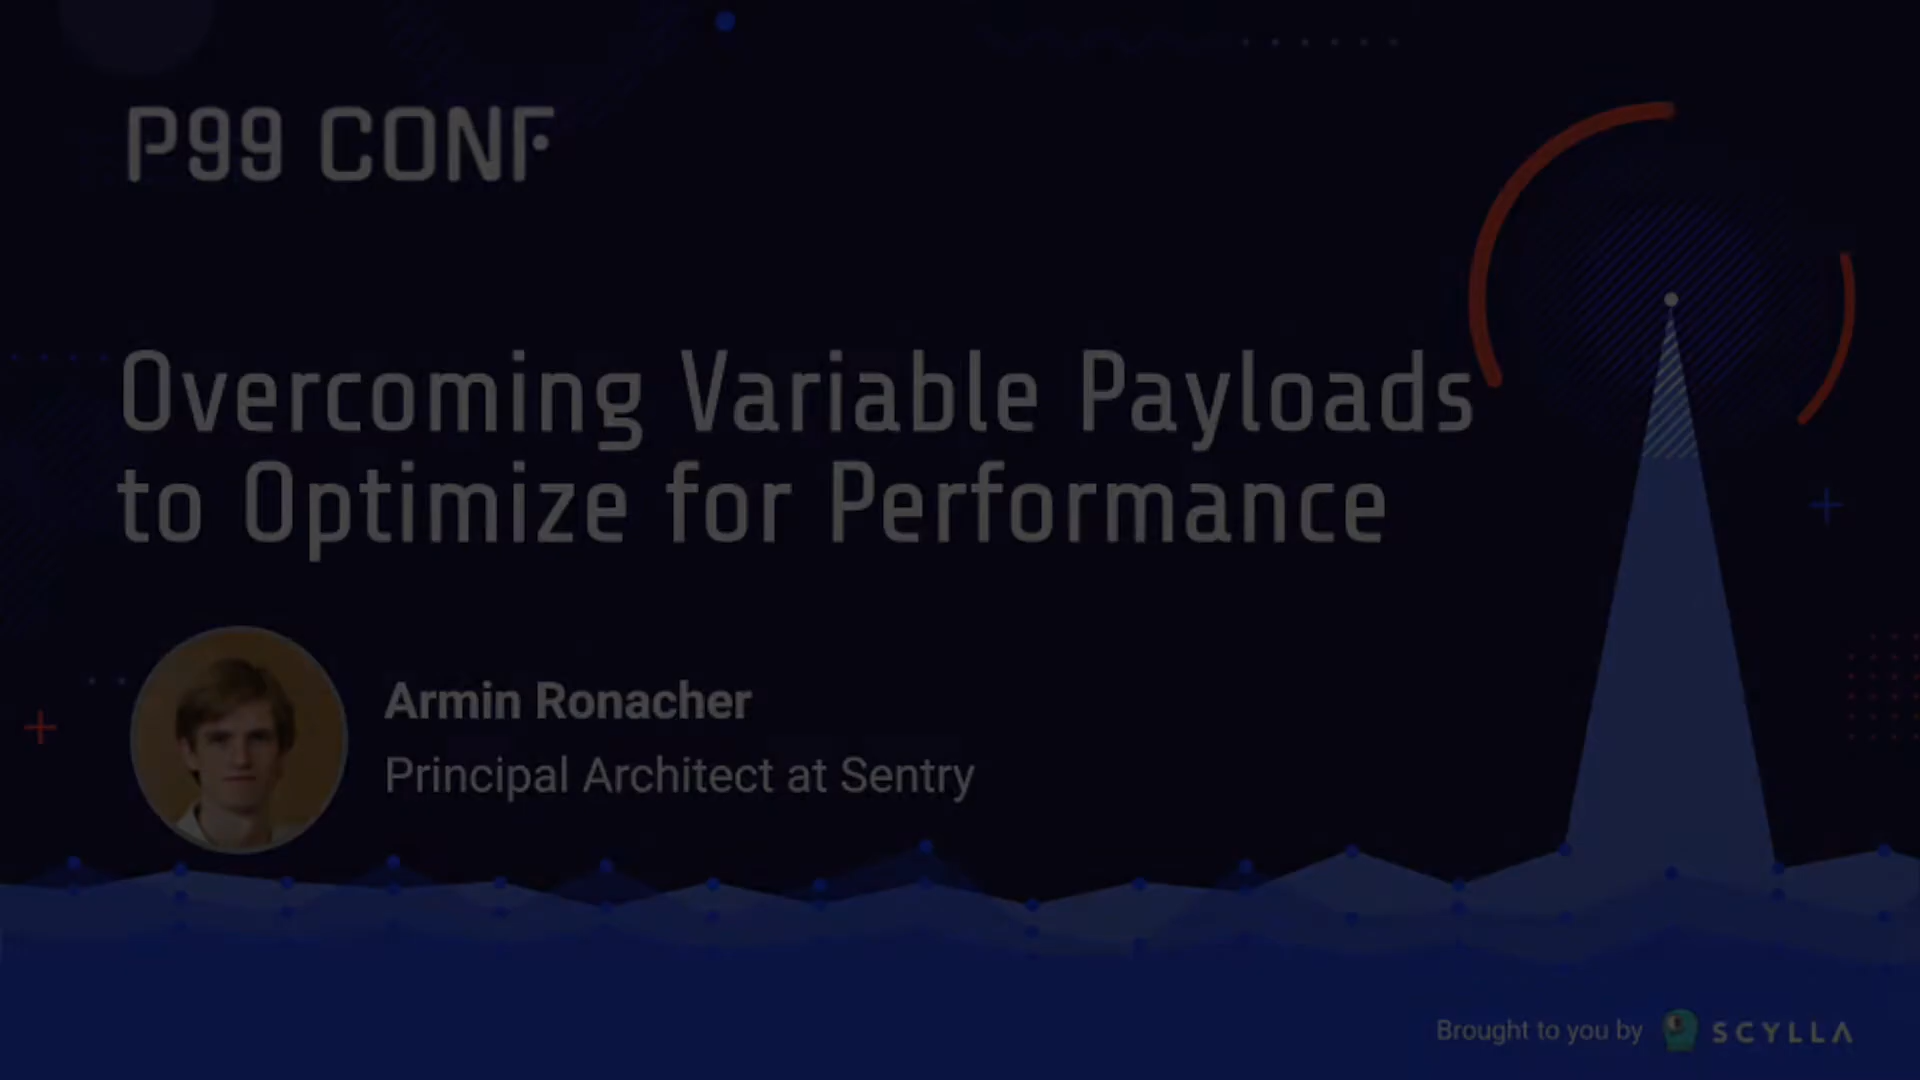 P99 CONF
Overcoming Variable Payloads
to Optimize for Performance
Armin Ronacher
Principal Architect at Sentry
Brought to you by SCYLLA